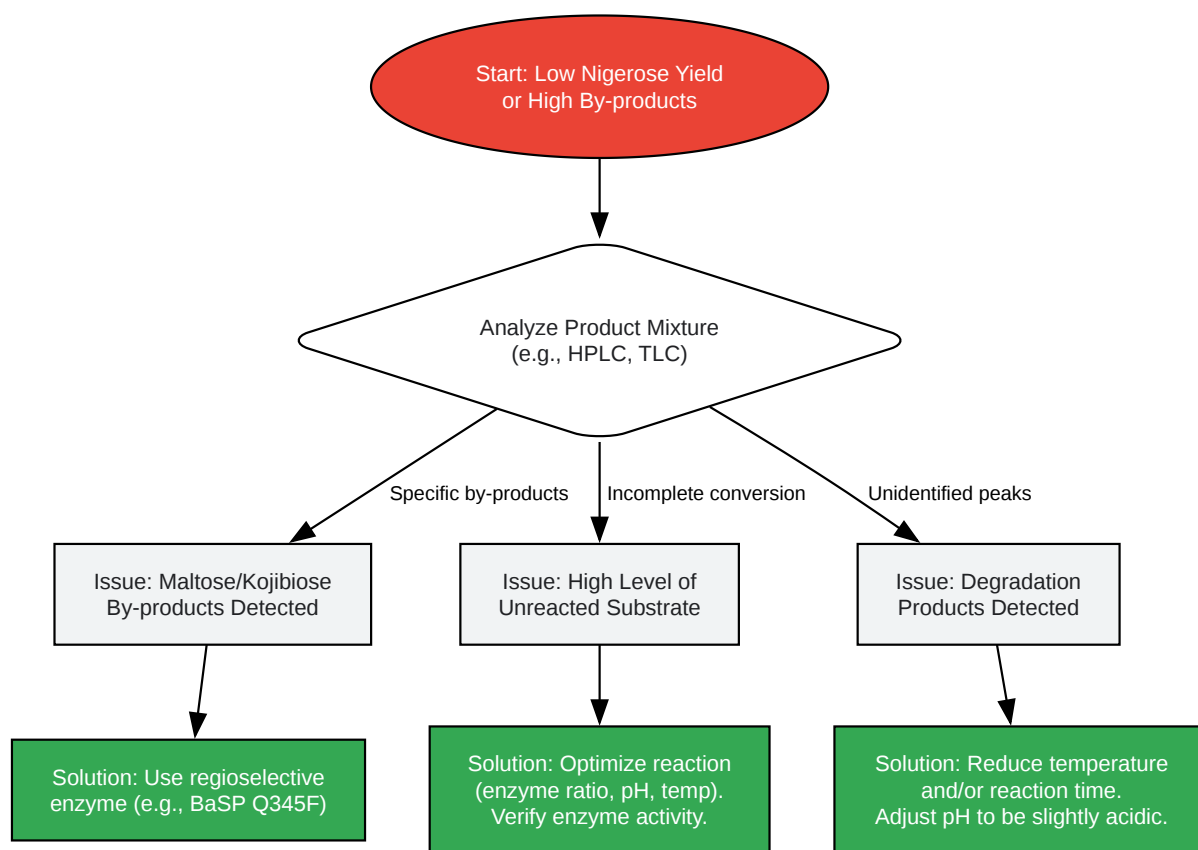 Start: Low Nigerose Yield
or High By-products
Analyze Product Mixture
(e.g., HPLC, TLC)
Specific by-products
Incomplete conversion
Unidentified peaks
Issue: Maltose/Kojibiose
By-products Detected
Issue: High Level of
Unreacted Substrate
Issue: Degradation
Products Detected
Solution: Use regioselective
enzyme (e.g., BaSP Q345F)
Solution: Optimize reaction
(enzyme ratio, pH, temp).
Verify enzyme activity.
Solution: Reduce temperature
and/or reaction time.
Adjust pH to be slightly acidic.